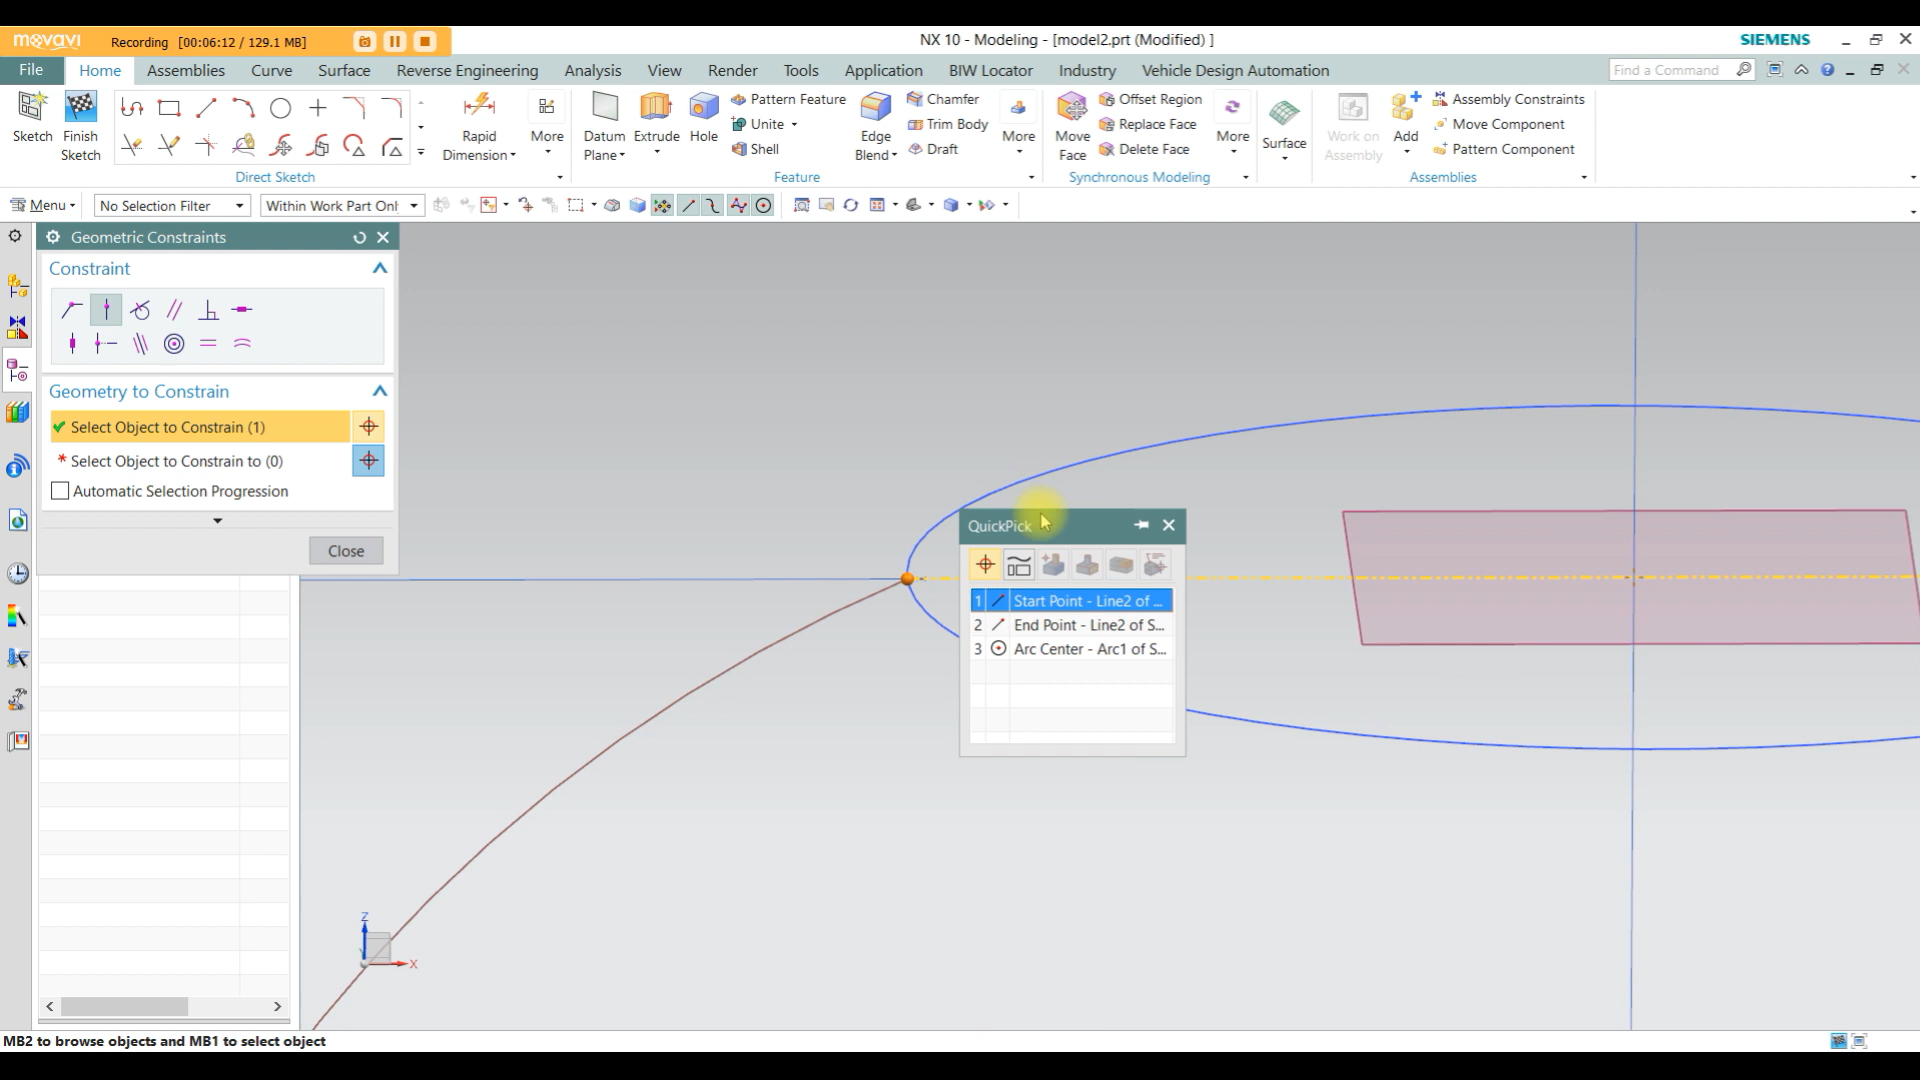 movavi Recording [00:06:12 / 129.1 MB]
NX 10 - Modeling - [model2.prt (Modified) ]
SIEMENS
File Home Assemblies Curve Surface Reverse Engineering Analysis View Render Tools Application BIW Locator Industry Vehicle Design Automation Find a Command
Sketch
Finish
Sketch
Direct Sketch
Rapid
Dimension
More
Datum
Plane
Extrude
Hole
Pattern Feature
Unite
Shell
Edge
Blend
Chamfer
Trim Body
Draft
More
Feature
Move
Face
Offset Region
Replace Face
Delete Face
More
Synchronous Modeling
Surface
Work on
Assembly
Add
Assembly Constraints
Move Component
Pattern Component
Assemblies
Menu No Selection Filter Within Work Part Onl
Geometric Constraints
Constraint
Geometry to Constrain
Select Object to Constrain (1)
* Select Object to Constrain to (0)
Automatic Selection Progression
Close
QuickPick
1 Start Point - Line2 of ...
2 End Point - Line2 of S...
3 Arc Center - Arc1 of S...
Z
X
MB2 to browse objects and MB1 to select object